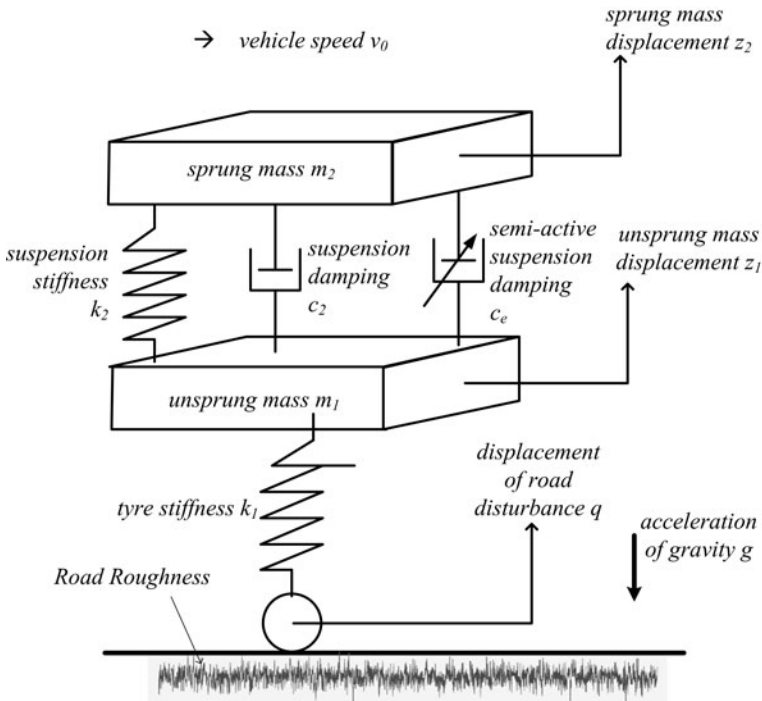 sprung mass
displacement z2
→ vehicle speed v0
sprung mass m2
suspension
stiffness
k2
suspension
damping
c2
semi-active
suspension
damping
ce
unsprung mass
displacement z1
unsprung mass m1
displacement
of road
disturbance q
tyre stiffness k1
acceleration
of gravity g
Road Roughness